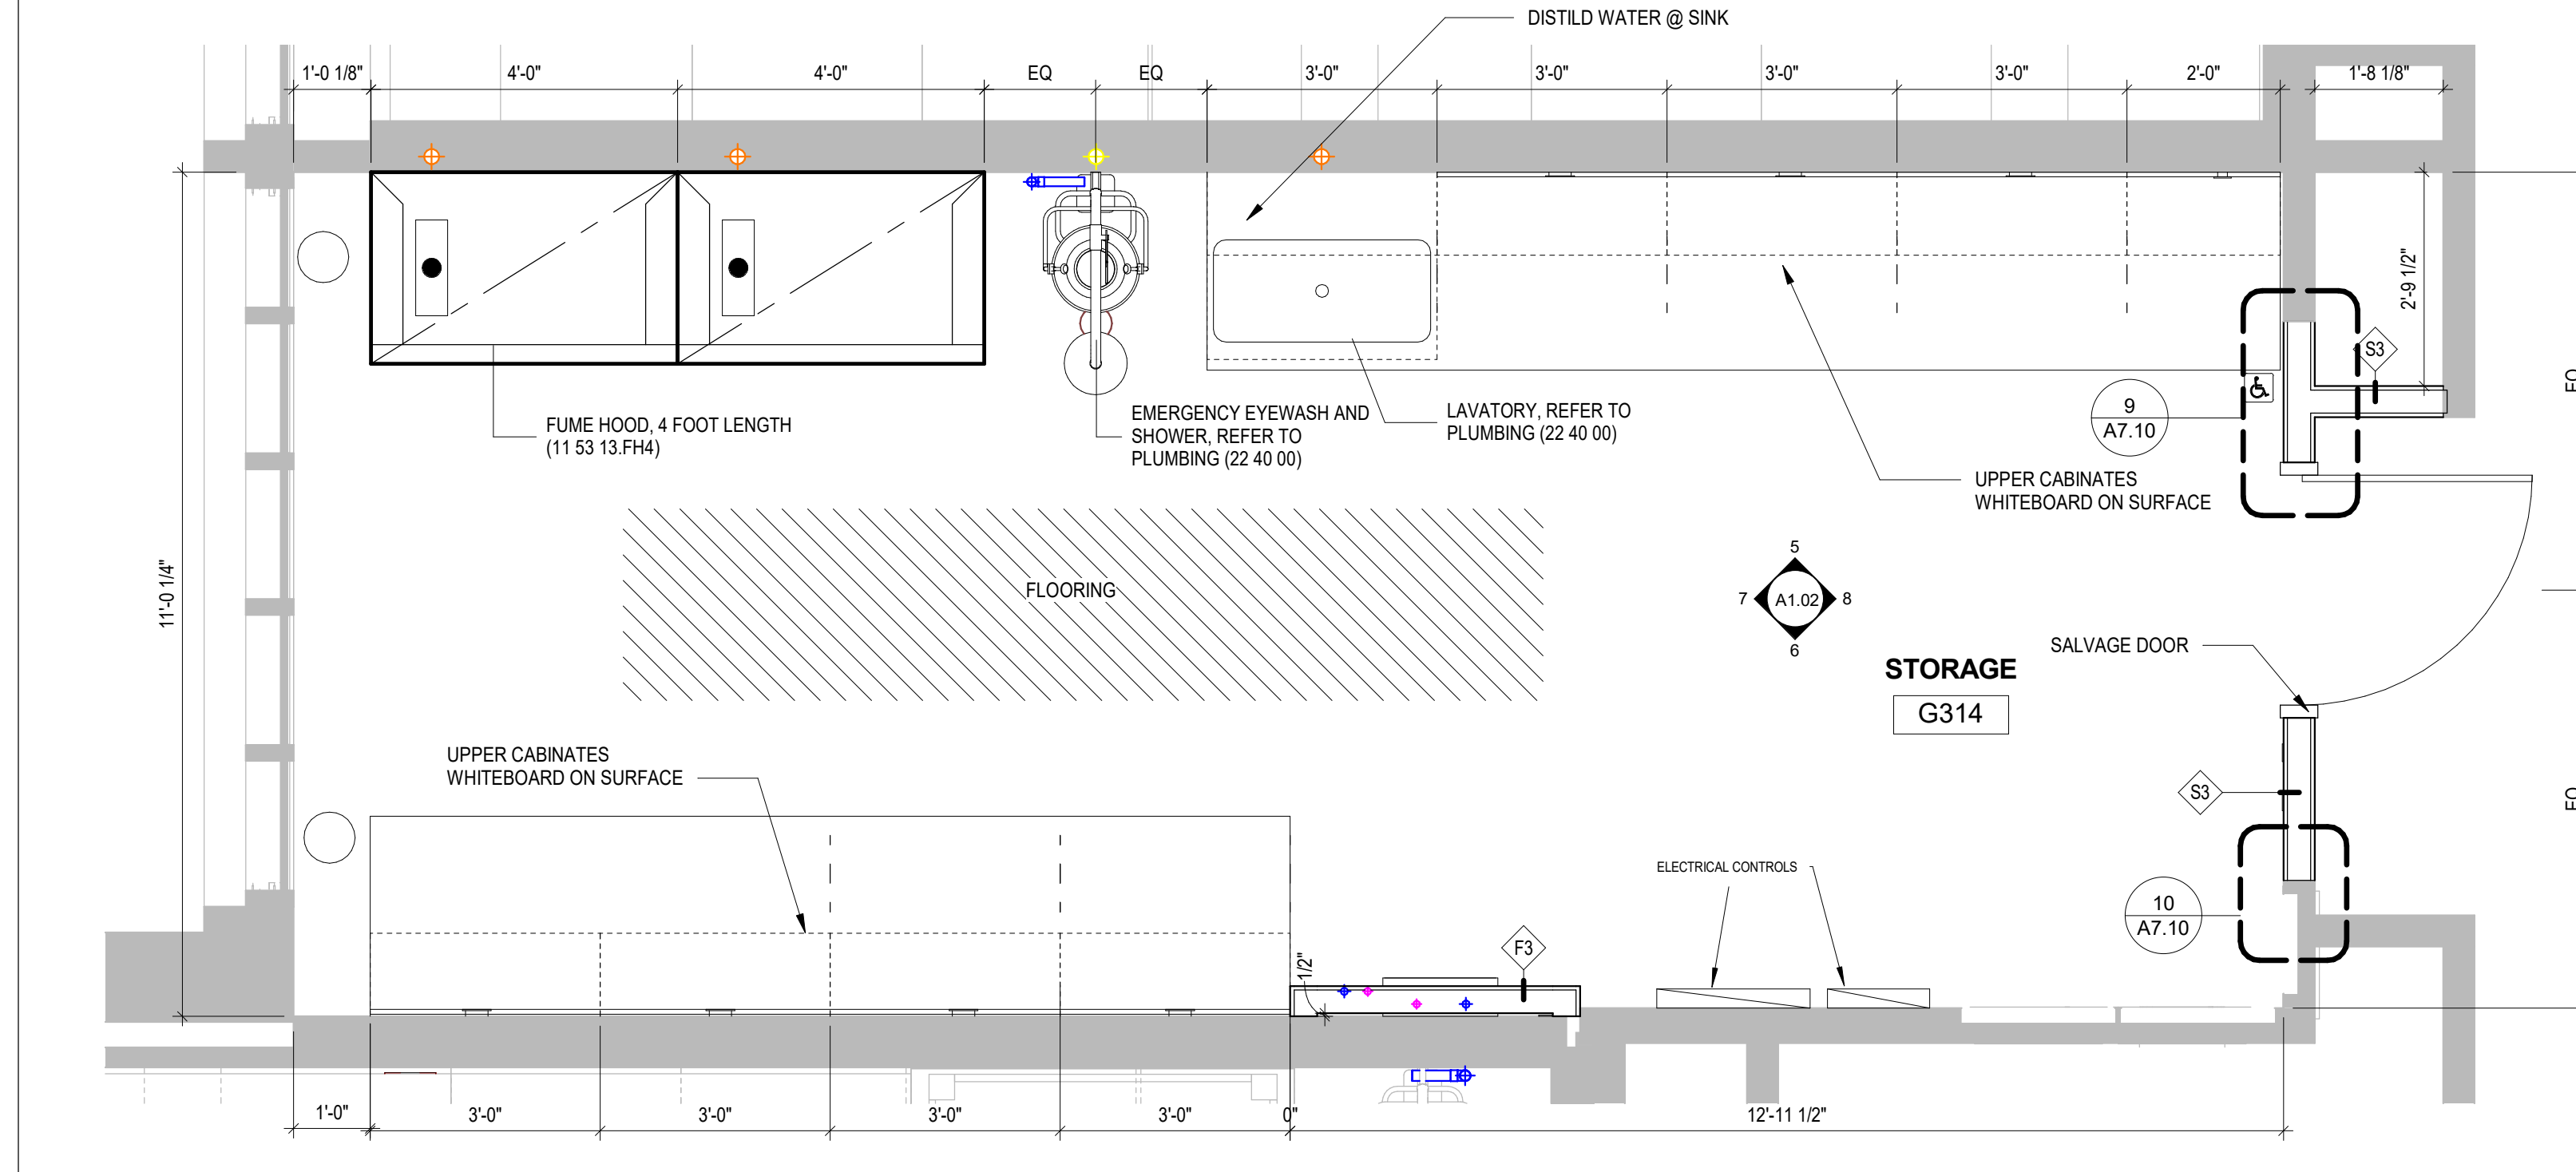 DISTILD WATER @ SINK
1'-0 1/8"
4'-0"
4'-0"
EQ
EQ
3'-0"
3'-0"
3'-0"
3'-0"
2'-0"
1'-8 1/8"
2'-9 1/2"
S3
EQ
9
A7.10
FUME HOOD, 4 FOOT LENGTH
(11 53 13.FH4)
EMERGENCY EYEWASH AND
SHOWER, REFER TO
PLUMBING (22 40 00)
LAVATORY, REFER TO
PLUMBING (22 40 00)
UPPER CABINATES
WHITEBOARD ON SURFACE
11'-0 1/4"
FLOORING
5
7
A1.02
8
6
STORAGE
G314
SALVAGE DOOR
UPPER CABINATES
WHITEBOARD ON SURFACE
S3
EQ
ELECTRICAL CONTROLS
10
A7.10
F3
1/2"
1'-0"
3'-0"
3'-0"
3'-0"
3'-0"
0"
12'-11 1/2"